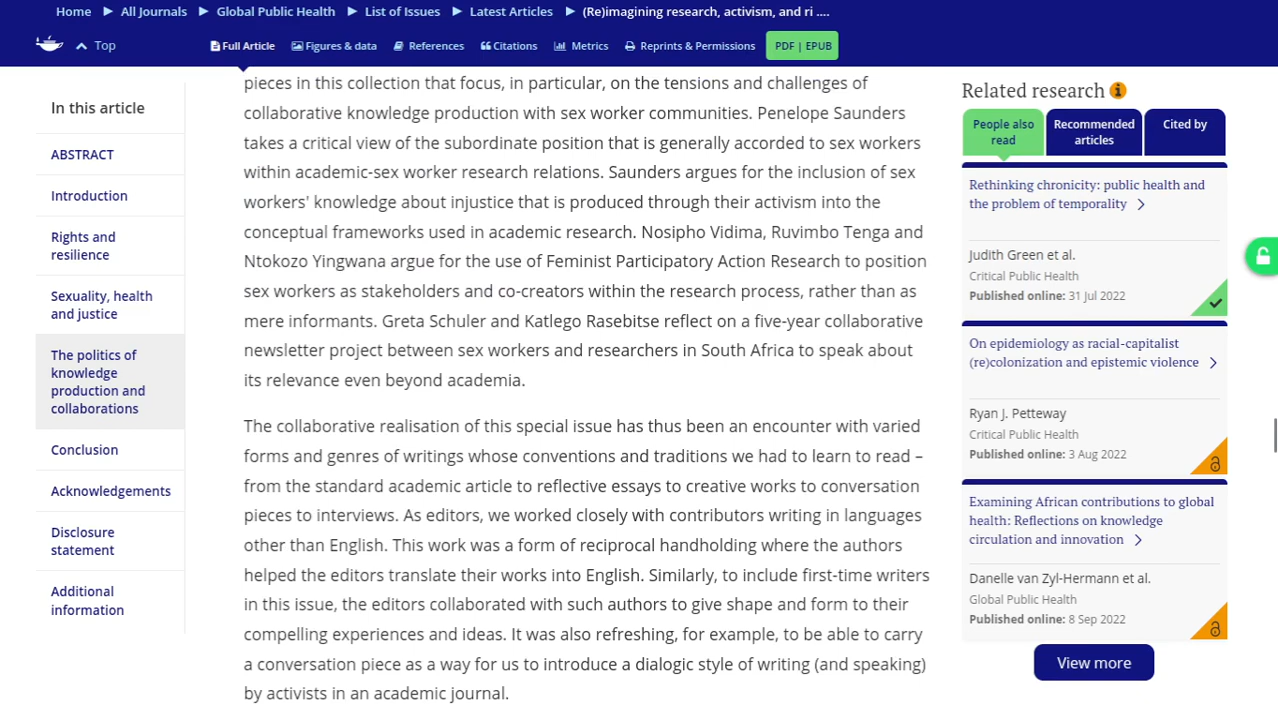 Home ▶ All Journals ▶ Global Public Health ▶ List of Issues ▶ Latest Articles ▶ (Re)imagining research, activism, and ri ....
Top
Full Article
Figures & data
References
Citations
Metrics
Reprints & Permissions
PDF | EPUB
In this article
ABSTRACT
Introduction
Rights and
resilience
Sexuality, health
and justice
The politics of
knowledge
production and
collaborations
Conclusion
Acknowledgements
Disclosure
statement
Additional
information
pieces in this collection that focus, in particular, on the tensions and challenges of
collaborative knowledge production with sex worker communities. Penelope Saunders
takes a critical view of the subordinate position that is generally accorded to sex workers
within academic-sex worker research relations. Saunders argues for the inclusion of sex
workers' knowledge about injustice that is produced through their activism into the
conceptual frameworks used in academic research. Nosipho Vidima, Ruvimbo Tenga and
Ntokozo Yingwana argue for the use of Feminist Participatory Action Research to position
sex workers as stakeholders and co-creators within the research process, rather than as
mere informants. Greta Schuler and Katlego Rasebitse reflect on a five-year collaborative
newsletter project between sex workers and researchers in South Africa to speak about
its relevance even beyond academia.
The collaborative realisation of this special issue has thus been an encounter with varied
forms and genres of writings whose conventions and traditions we had to learn to read –
from the standard academic article to reflective essays to creative works to conversation
pieces to interviews. As editors, we worked closely with contributors writing in languages
other than English. This work was a form of reciprocal handholding where the authors
helped the editors translate their works into English. Similarly, to include first-time writers
in this issue, the editors collaborated with such authors to give shape and form to their
compelling experiences and ideas. It was also refreshing, for example, to be able to carry
a conversation piece as a way for us to introduce a dialogic style of writing (and speaking)
by activists in an academic journal.
Related research
People also
read
Recommended
articles
Cited by
Rethinking chronicity: public health and
the problem of temporality
Judith Green et al.
Critical Public Health
Published online: 31 Jul 2022
On epidemiology as racial-capitalist
(re)colonization and epistemic violence
Ryan J. Petteway
Critical Public Health
Published online: 3 Aug 2022
Examining African contributions to global
health: Reflections on knowledge
circulation and innovation
Danelle van Zyl-Hermann et al.
Global Public Health
Published online: 8 Sep 2022
View more